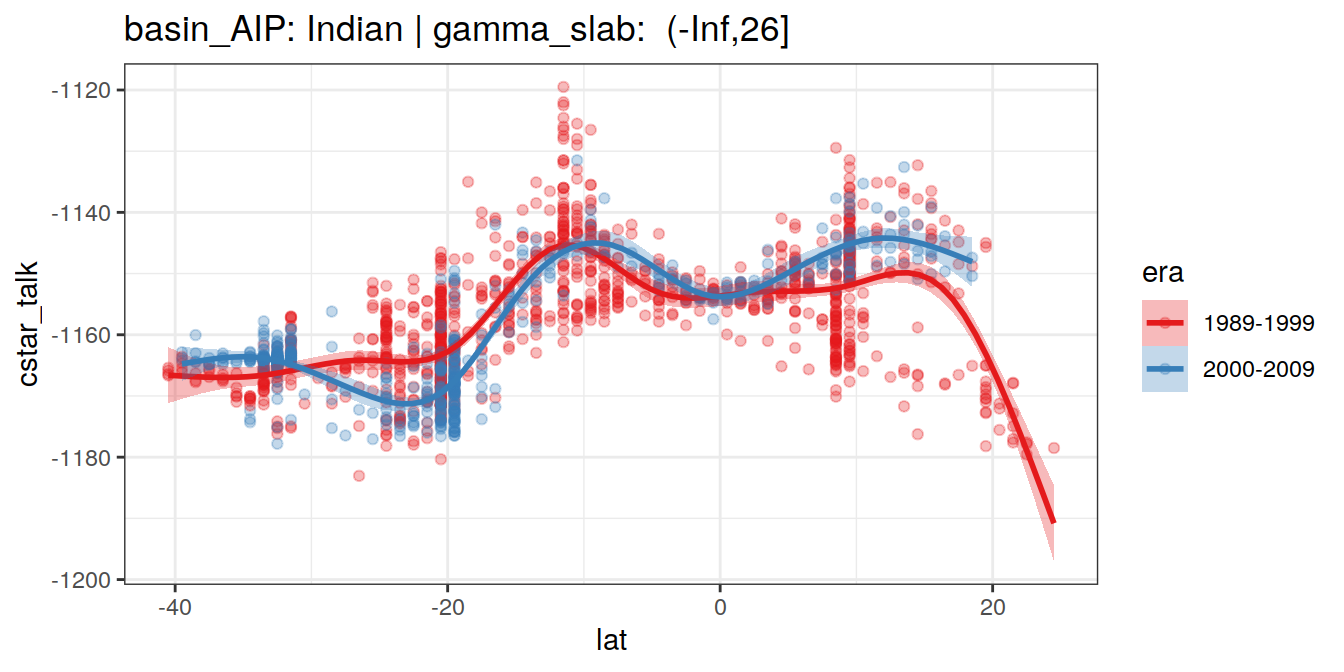 basin_AIP: Indian | gamma_slab:  (-Inf,26]
-1120
-1140
-1160
-1180
-1200
cstar_talk
-40
-20
0
20
lat
era
1989-1999
2000-2009